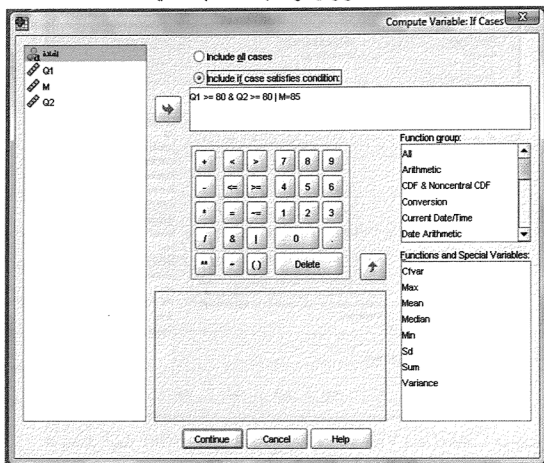 Compute Variable: If Cases
Q1
M
Q2
Include all cases
Include if case satisfies condition:
Q1 >= 80 & Q2 >= 80 | M=85
+ < > 7 8 9
- <= >= 4 5 6
* = ~= 1 2 3
/ & | 0 .
** ~ ( ) Delete
Function group:
All
Arithmetic
CDF & Noncentral CDF
Conversion
Current Date/Time
Date Arithmetic
Functions and Special Variables:
Cfvar
Max
Mean
Median
Min
Sd
Sum
Variance
Continue Cancel Help